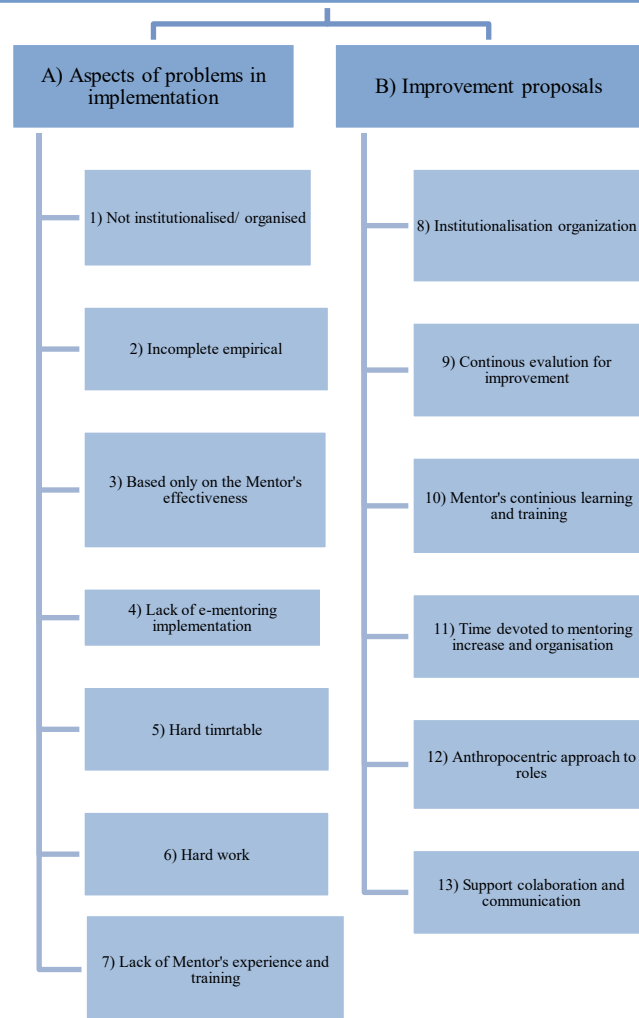 A) Aspects of problems in
implementation
B) Improvement proposals
1) Not institutionalised/ organised
2) Incomplete empirical
3) Based only on the Mentor's
effectiveness
4) Lack of e-mentoring
implementation
5) Hard timrtable
6) Hard work
7) Lack of Mentor's experience and
training
8) Institutionalisation organization
9) Continous evalution for
improvement
10) Mentor's continious learning
and training
11) Time devoted to mentoring
increase and organisation
12) Anthropocentric approach to
roles
13) Support colaboration and
communication